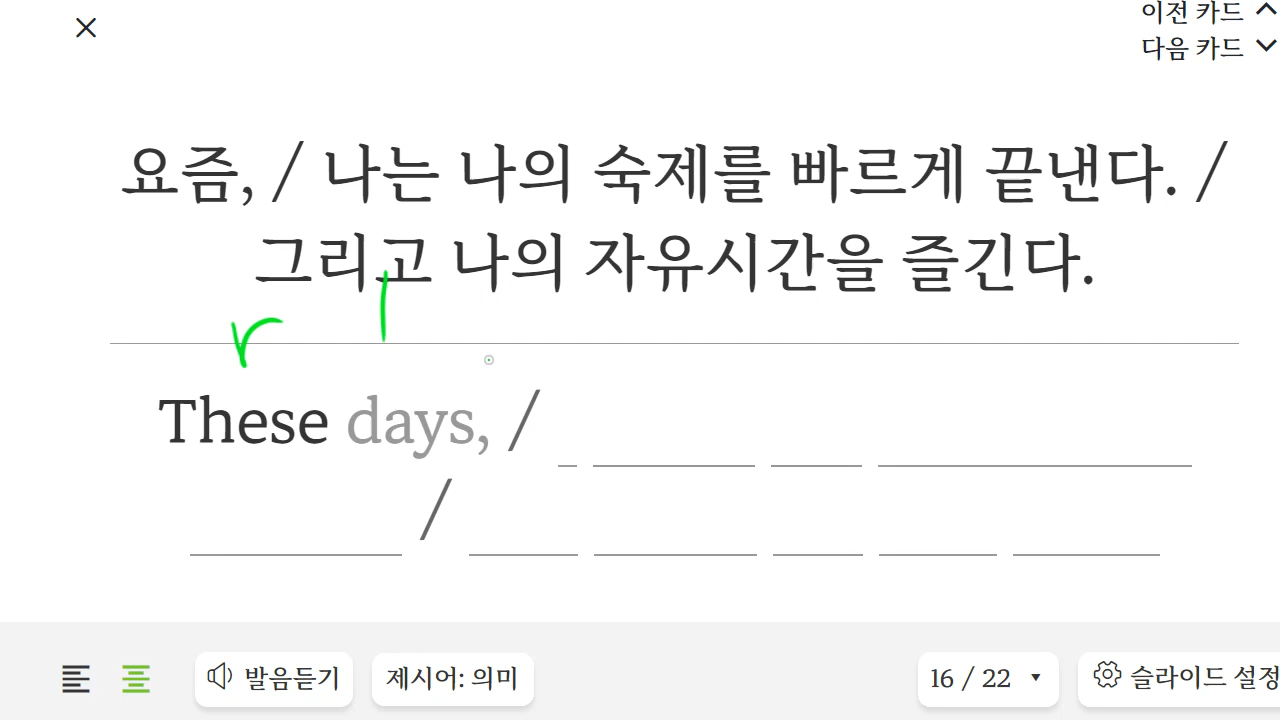 이전 카드
다음 카드
요즘, / 나는 나의 숙제를 빠르게 끝낸다. /
그리고 나의 자유시간을 즐긴다.
r
These days, /
/
발음듣기 제시어: 의미 16 / 22 슬라이드 설정